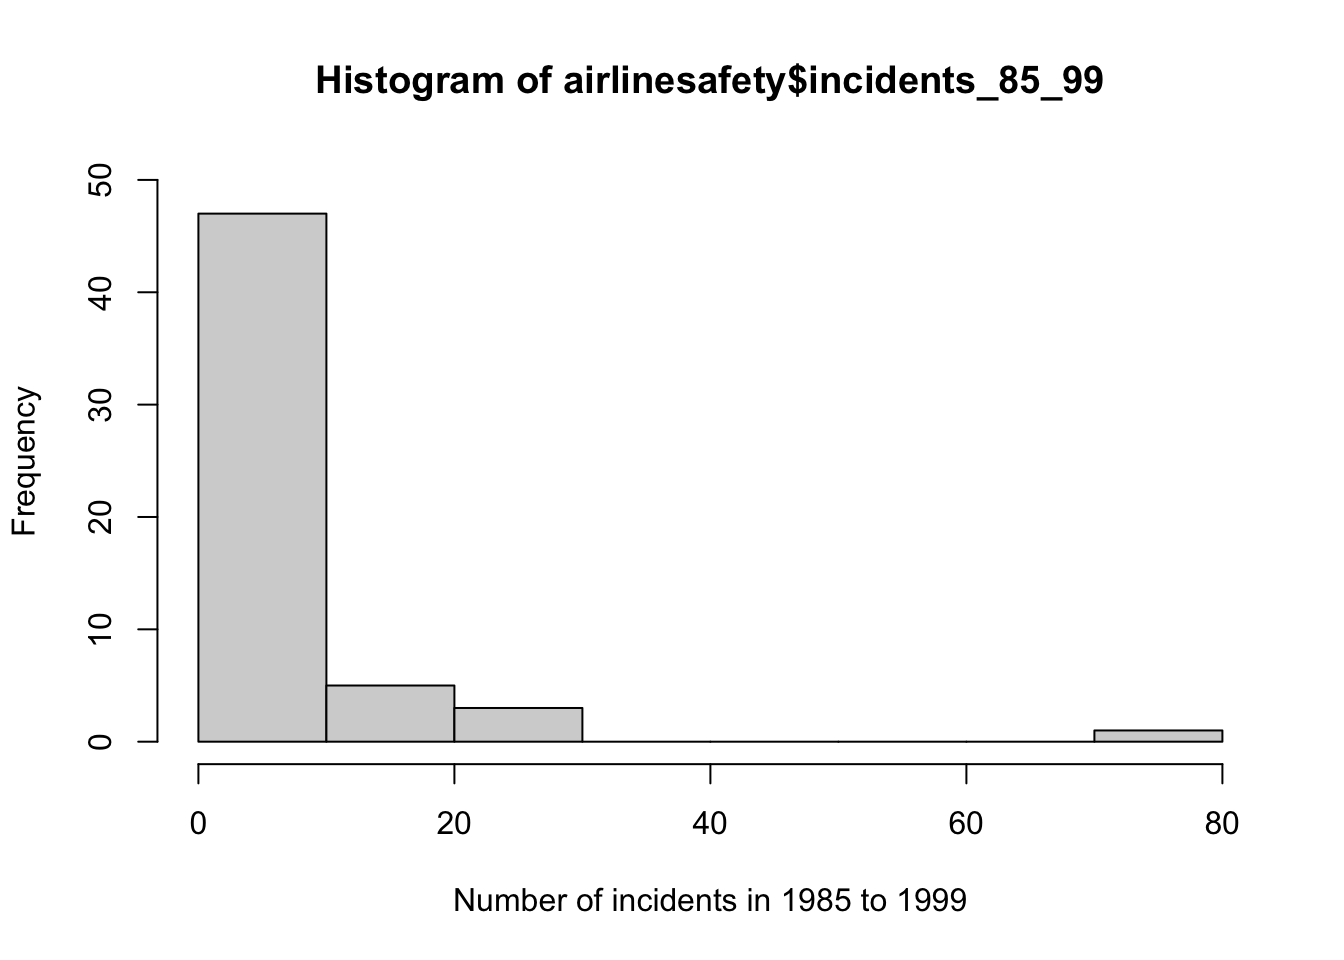 Histogram of airlinesafety$incidents_85_99
Frequency
50
40
30
20
10
0
0 20 40 60 80
Number of incidents in 1985 to 1999